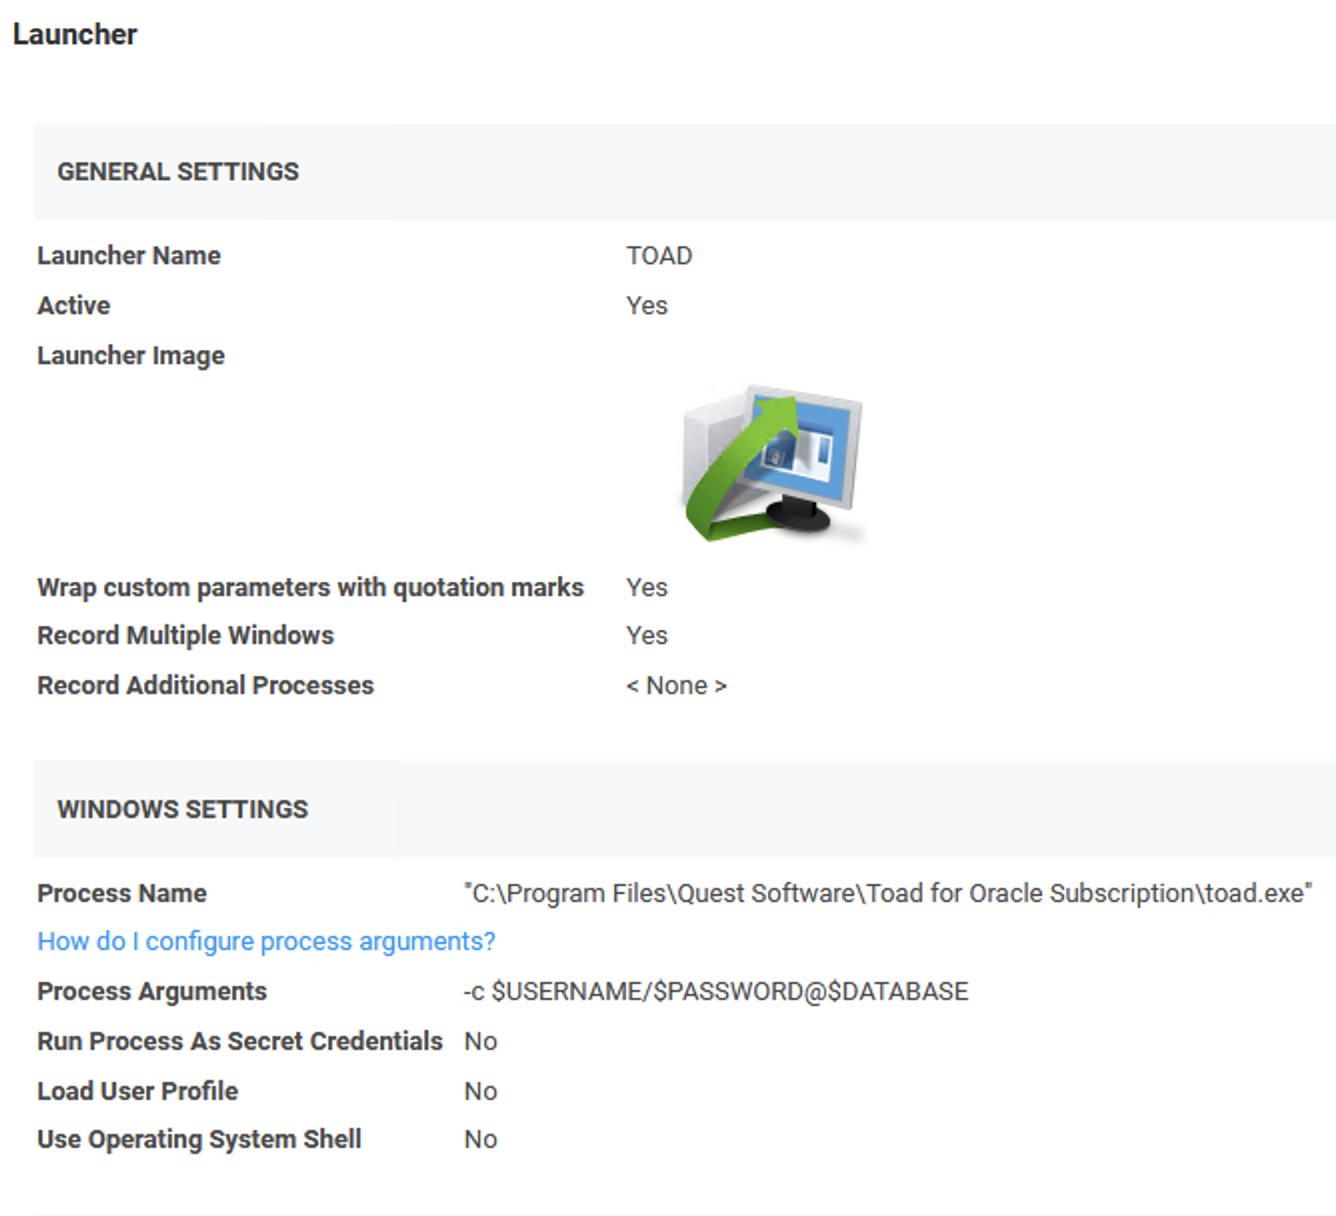 Launcher
GENERAL SETTINGS
Launcher Name TOAD
Active Yes
Launcher Image
Wrap custom parameters with quotation marks Yes
Record Multiple Windows Yes
Record Additional Processes < None >
WINDOWS SETTINGS
Process Name "C:\Program Files\Quest Software\Toad for Oracle Subscription\toad.exe"
How do I configure process arguments?
Process Arguments -c $USERNAME/$PASSWORD@$DATABASE
Run Process As Secret Credentials No
Load User Profile No
Use Operating System Shell No